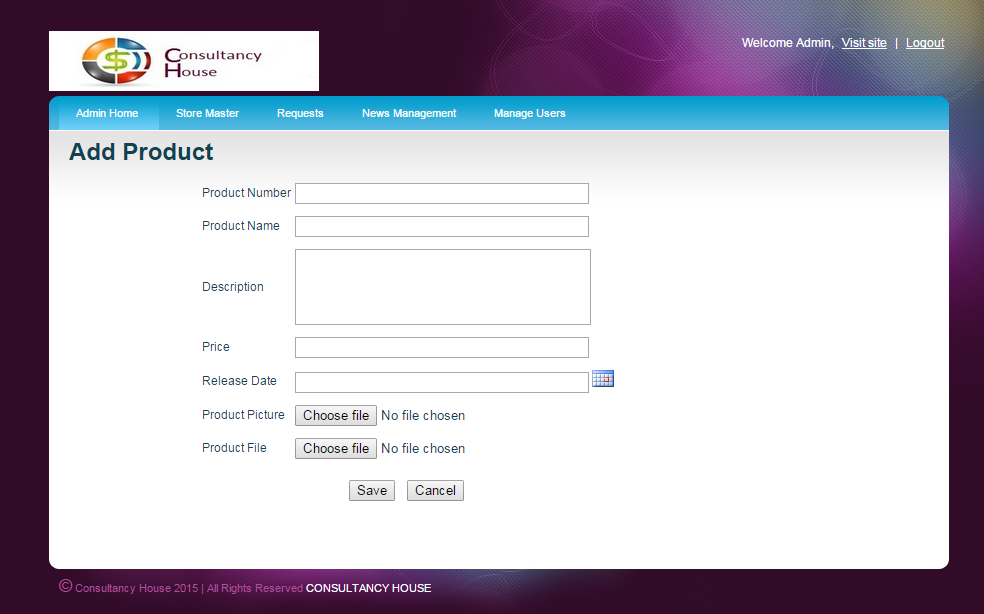 Consultancy
House
Welcome Admin, Visit site | Logout
Admin Home Store Master Requests News Management Manage Users
Add Product
Product Number
Product Name
Description
Price
Release Date
Product Picture Choose file No file chosen
Product File Choose file No file chosen
Save Cancel
© Consultancy House 2015 | All Rights Reserved CONSULTANCY HOUSE